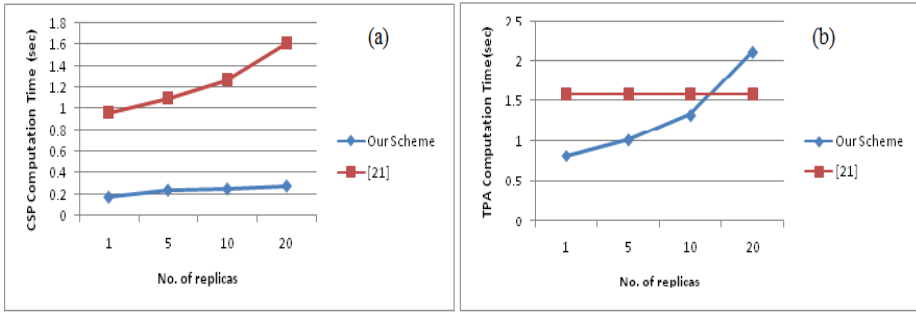 (a)
CSP Computation Time (sec)
1.8
1.6
1.4
1.2
1
0.8
0.6
0.4
0.2
0
1 5 10 20
No. of replicas
Our Scheme
[21]
(b)
TPA Computation Time(sec)
2.5
2
1.5
1
0.5
0
1 5 10 20
No. of replicas
Our Scheme
[21]